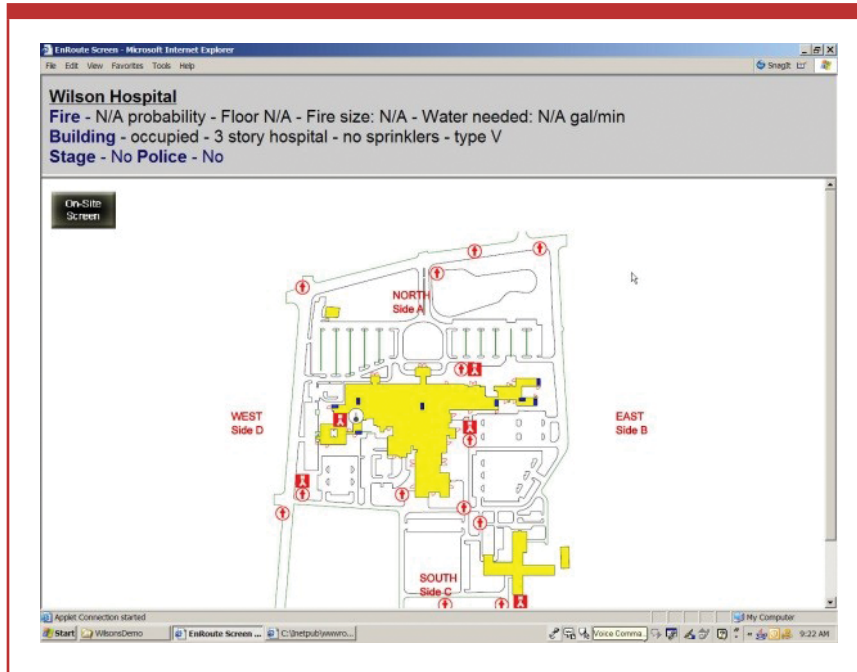 EnRoute Screen - Microsoft Internet Explorer
File Edit View Favorites Tools Help
SnagIt
Wilson Hospital
Fire - N/A probability - Floor N/A - Fire size: N/A - Water needed: N/A gal/min
Building - occupied - 3 story hospital - no sprinklers - type V
Stage - No Police - No
On-Site
Screen
NORTH
Side A
WEST
Side D
EAST
Side B
SOUTH
Side C
Applet Connection started
My Computer
Start
WilsonsDemo
EnRoute Screen ...
C:\Inetpub\wwwro...
Voice Comma...
9:22 AM